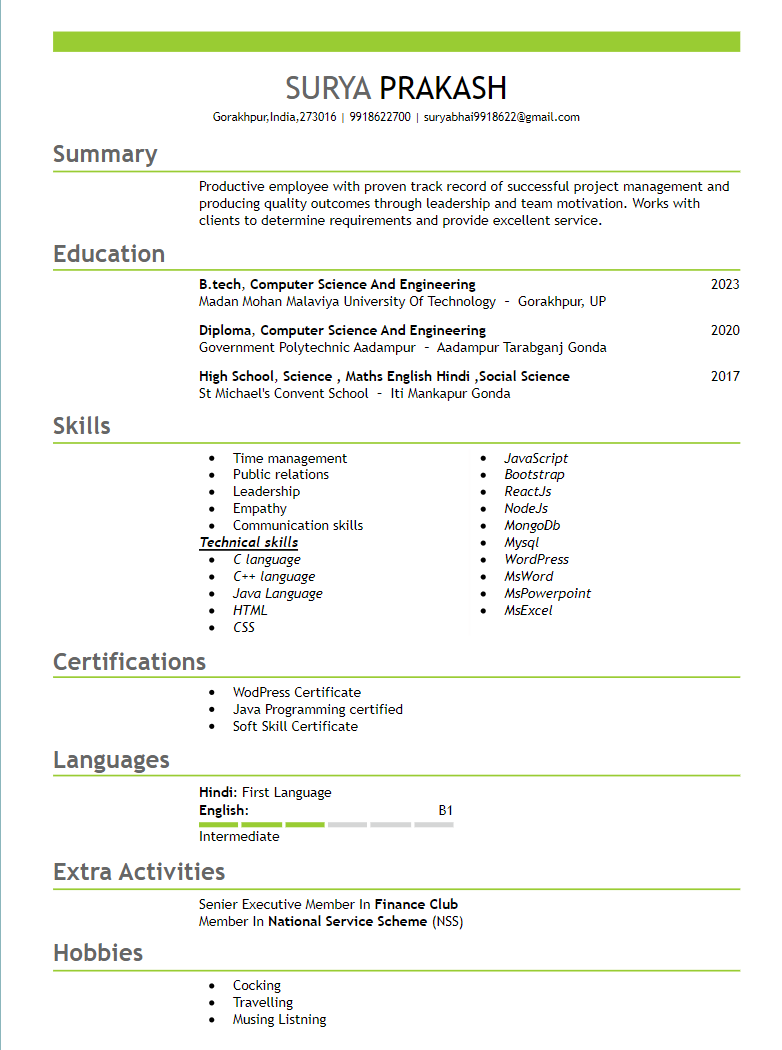 SURYA PRAKASH
Gorakhpur,India,273016 | 9918622700 | suryabhai9918622@gmail.com
Summary
Productive employee with proven track record of successful project management and
producing quality outcomes through leadership and team motivation. Works with
clients to determine requirements and provide excellent service.
Education
B.tech, Computer Science And Engineering 2023
Madan Mohan Malaviya University Of Technology – Gorakhpur, UP
Diploma, Computer Science And Engineering 2020
Government Polytechnic Aadampur – Aadampur Tarabganj Gonda
High School, Science , Maths English Hindi ,Social Science 2017
St Michael's Convent School – Iti Mankapur Gonda
Skills
• Time management
• Public relations
• Leadership
• Empathy
• Communication skills
Technical skills
• C language
• C++ language
• Java Language
• HTML
• CSS
• JavaScript
• Bootstrap
• ReactJs
• NodeJs
• MongoDb
• Mysql
• WordPress
• MsWord
• MsPowerpoint
• MsExcel
Certifications
• WodPress Certificate
• Java Programming certified
• Soft Skill Certificate
Languages
Hindi: First Language
English: B1
Intermediate
Extra Activities
Senier Executive Member In Finance Club
Member In National Service Scheme (NSS)
Hobbies
• Cocking
• Travelling
• Musing Listning